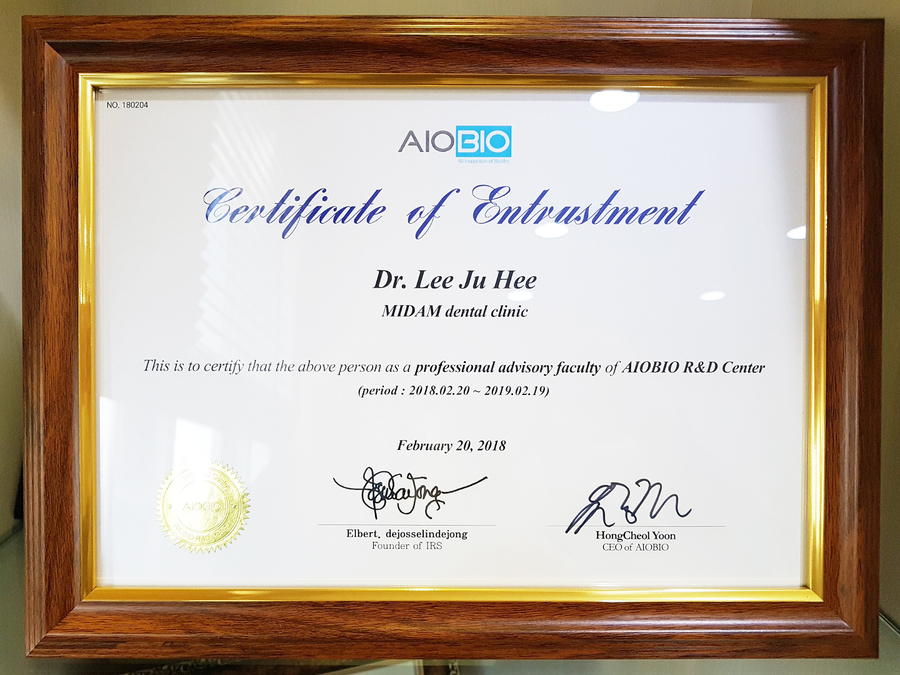 NO. 180204
AIOBIO
Certificate of Entrustment
Dr. Lee Ju Hee
MIDAM dental clinic
This is to certify that the above person as a professional advisory faculty of AIOBIO R&D Center
(period : 2018.02.20 ~ 2019.02.19)
February 20, 2018
AIOBIO
Elbert. dejosselindejong
Founder of IRS
HongCheol Yoon
CEO of AIOBIO